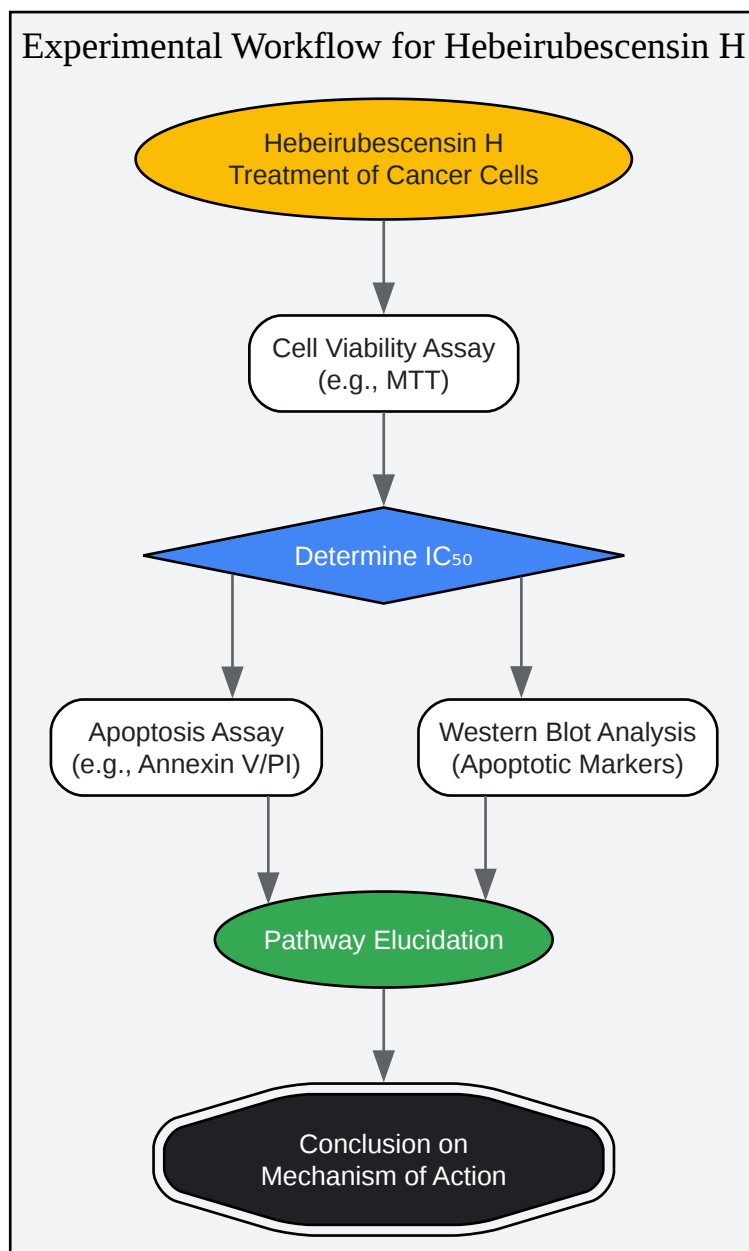 Experimental Workflow for Hebeirubescensin H
Hebeirubescensin H
Treatment of Cancer Cells
Cell Viability Assay
(e.g., MTT)
Determine IC₅₀
Apoptosis Assay
(e.g., Annexin V/PI)
Western Blot Analysis
(Apoptotic Markers)
Pathway Elucidation
Conclusion on
Mechanism of Action